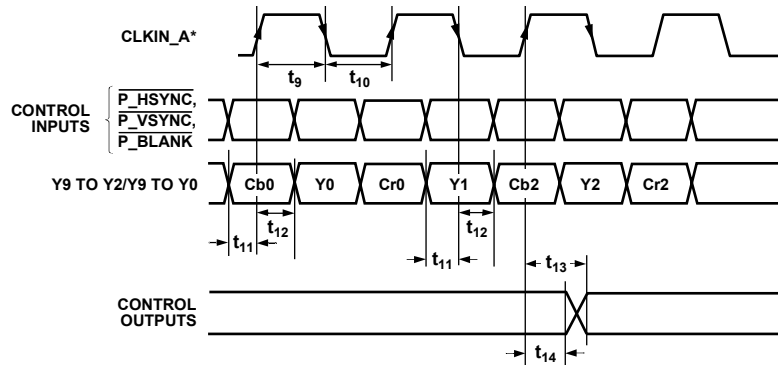 CLKIN_A*
t9
t10
CONTROL INPUTS
P_HSYNC,
P_VSYNC,
P_BLANK
Y9 TO Y2/Y9 TO Y0
Cb0
Y0
Cr0
Y1
Cb2
Y2
Cr2
t11
t12
t11
t12
t13
CONTROL
OUTPUTS
t14